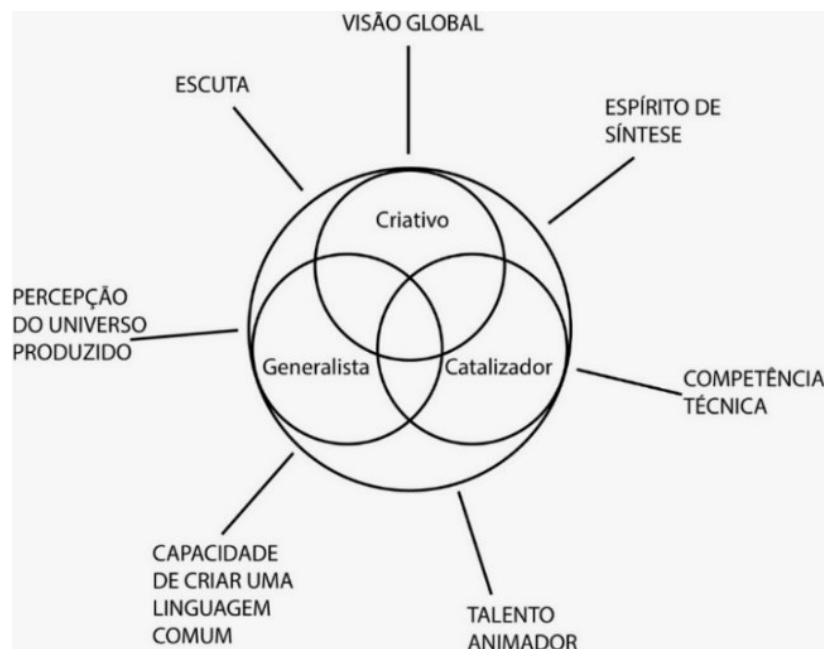 VISÃO GLOBAL
ESCUTA
ESPÍRITO DE
SÍNTESE
Criativo
PERCEPÇÃO
DO UNIVERSO
PRODUZIDO
Generalista
Catalizador
COMPETÊNCIA
TÉCNICA
CAPACIDADE
DE CRIAR UMA
LINGUAGEM
COMUM
TALENTO
ANIMADOR